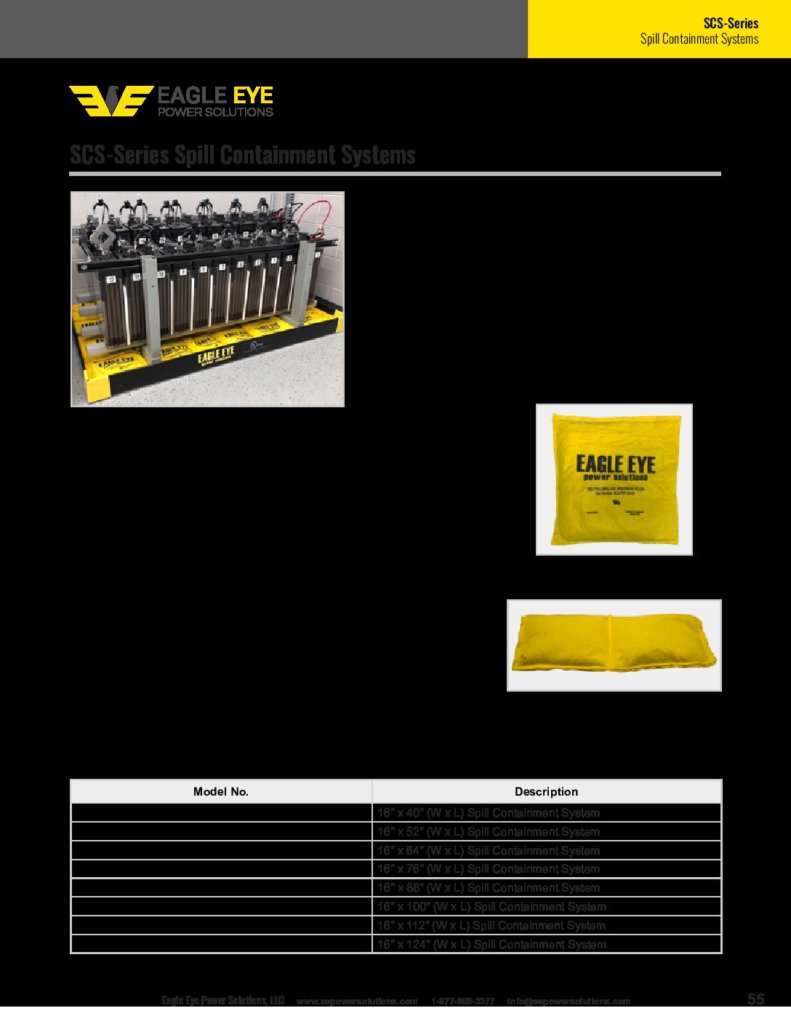 SCS-Series
Spill Containment Systems
EAGLE EYE
POWER SOLUTIONS
SCS-Series Spill Containment Systems
EAGLE EYE
EAGLE EYE
power solutions
Model No.
Description
16" x 40" (W x L) Spill Containment System
16" x 52" (W x L) Spill Containment System
16" x 64" (W x L) Spill Containment System
16" x 76" (W x L) Spill Containment System
16" x 88" (W x L) Spill Containment System
16" x 100" (W x L) Spill Containment System
16" x 112" (W x L) Spill Containment System
16" x 124" (W x L) Spill Containment System
Eagle Eye Power Solutions, LLC www.eepowersolutions.com 1-877-805-3377 info@eepowersolutions.com
55